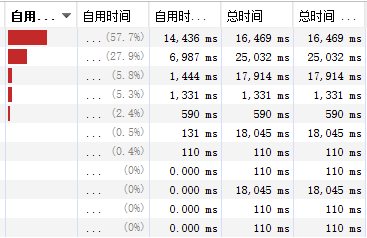 自用... 自用时间 自用时... 总时间 总时间 ...
... (57.7%) 14,436 ms 16,469 ms 16,469 ms
... (27.9%) 6,987 ms 25,032 ms 25,032 ms
... (5.8%) 1,444 ms 17,914 ms 17,914 ms
... (5.3%) 1,331 ms 1,331 ms 1,331 ms
... (2.4%) 590 ms 590 ms 590 ms
... (0.5%) 131 ms 18,045 ms 18,045 ms
... (0.4%) 110 ms 110 ms 110 ms
... (0%) 0.000 ms 110 ms 110 ms
... (0%) 0.000 ms 18,045 ms 18,045 ms
... (0%) 0.000 ms 110 ms 110 ms
... (0%) 0.000 ms 110 ms 110 ms